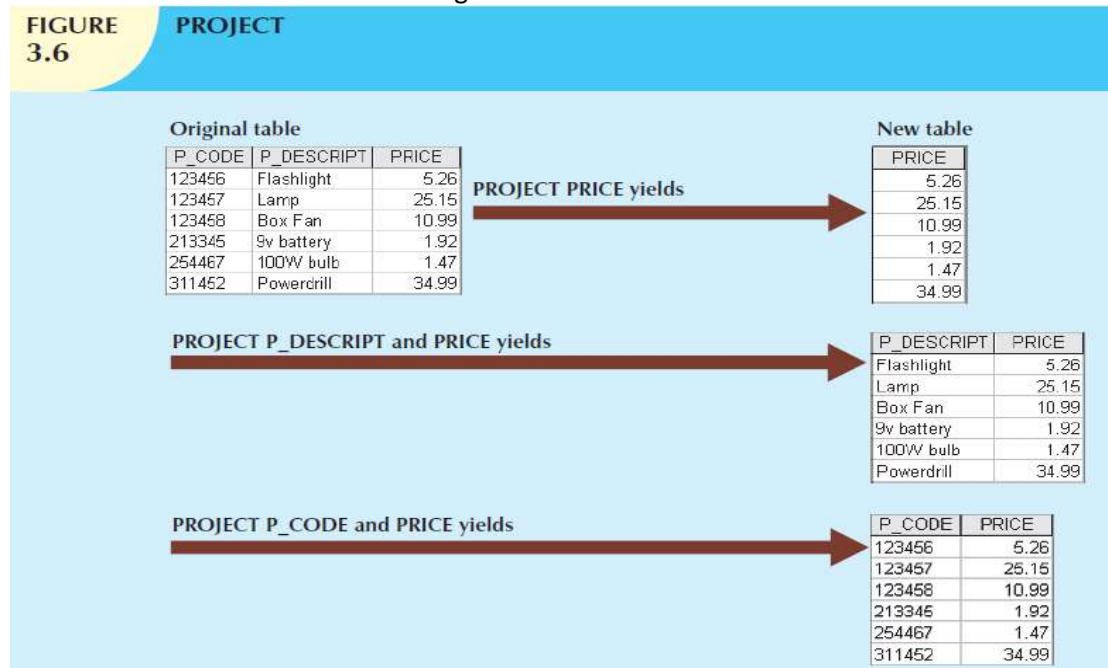 FIGURE 3.6
PROJECT
Original table
P_CODE P_DESCRIPT PRICE
123456 Flashlight 5.26
123457 Lamp 25.15
123458 Box Fan 10.99
213345 9v battery 1.92
254467 100W bulb 1.47
311452 Powerdrill 34.99
PROJECT PRICE yields
New table
PRICE
5.26
25.15
10.99
1.92
1.47
34.99
PROJECT P_DESCRIPT and PRICE yields
P_DESCRIPT PRICE
Flashlight 5.26
Lamp 25.15
Box Fan 10.99
9v battery 1.92
100W bulb 1.47
Powerdrill 34.99
PROJECT P_CODE and PRICE yields
P_CODE PRICE
123456 5.26
123457 25.15
123458 10.99
213345 1.92
254467 1.47
311452 34.99